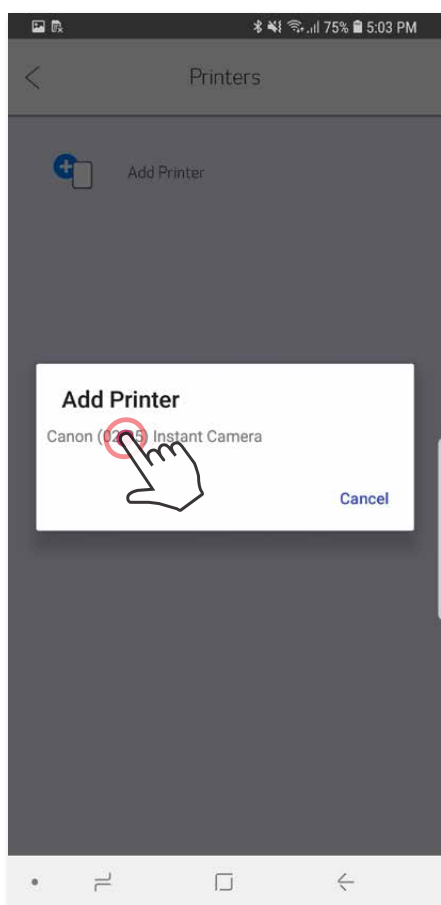 75% 5:03 PM
Printers
Add Printer
Add Printer
Canon Instant Camera
Cancel